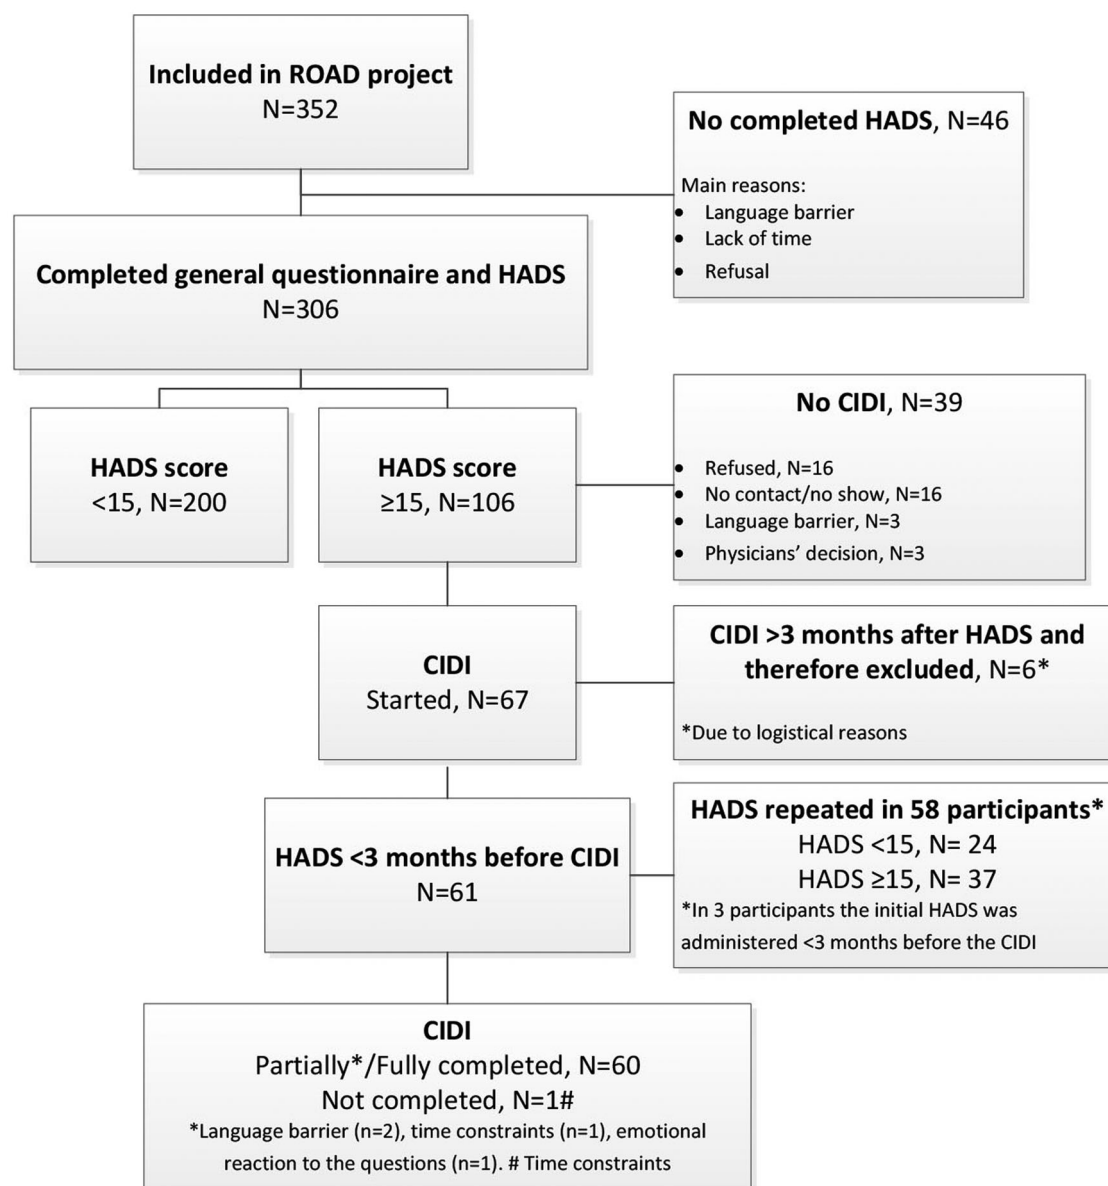 Included in ROAD project
N=352
No completed HADS, N=46
Main reasons:
• Language barrier
• Lack of time
• Refusal
Completed general questionnaire and HADS
N=306
HADS score
<15, N=200
HADS score
≥15, N=106
No CIDI, N=39
• Refused, N=16
• No contact/no show, N=16
• Language barrier, N=3
• Physicians’ decision, N=3
CIDI
Started, N=67
CIDI >3 months after HADS and
therefore excluded, N=6*
*Due to logistical reasons
HADS <3 months before CIDI
N=61
HADS repeated in 58 participants*
HADS <15, N= 24
HADS ≥15, N= 37
*In 3 participants the initial HADS was
administered <3 months before the CIDI
CIDI
Partially*/Fully completed, N=60
Not completed, N=1#
*Language barrier (n=2), time constraints (n=1), emotional
reaction to the questions (n=1). # Time constraints